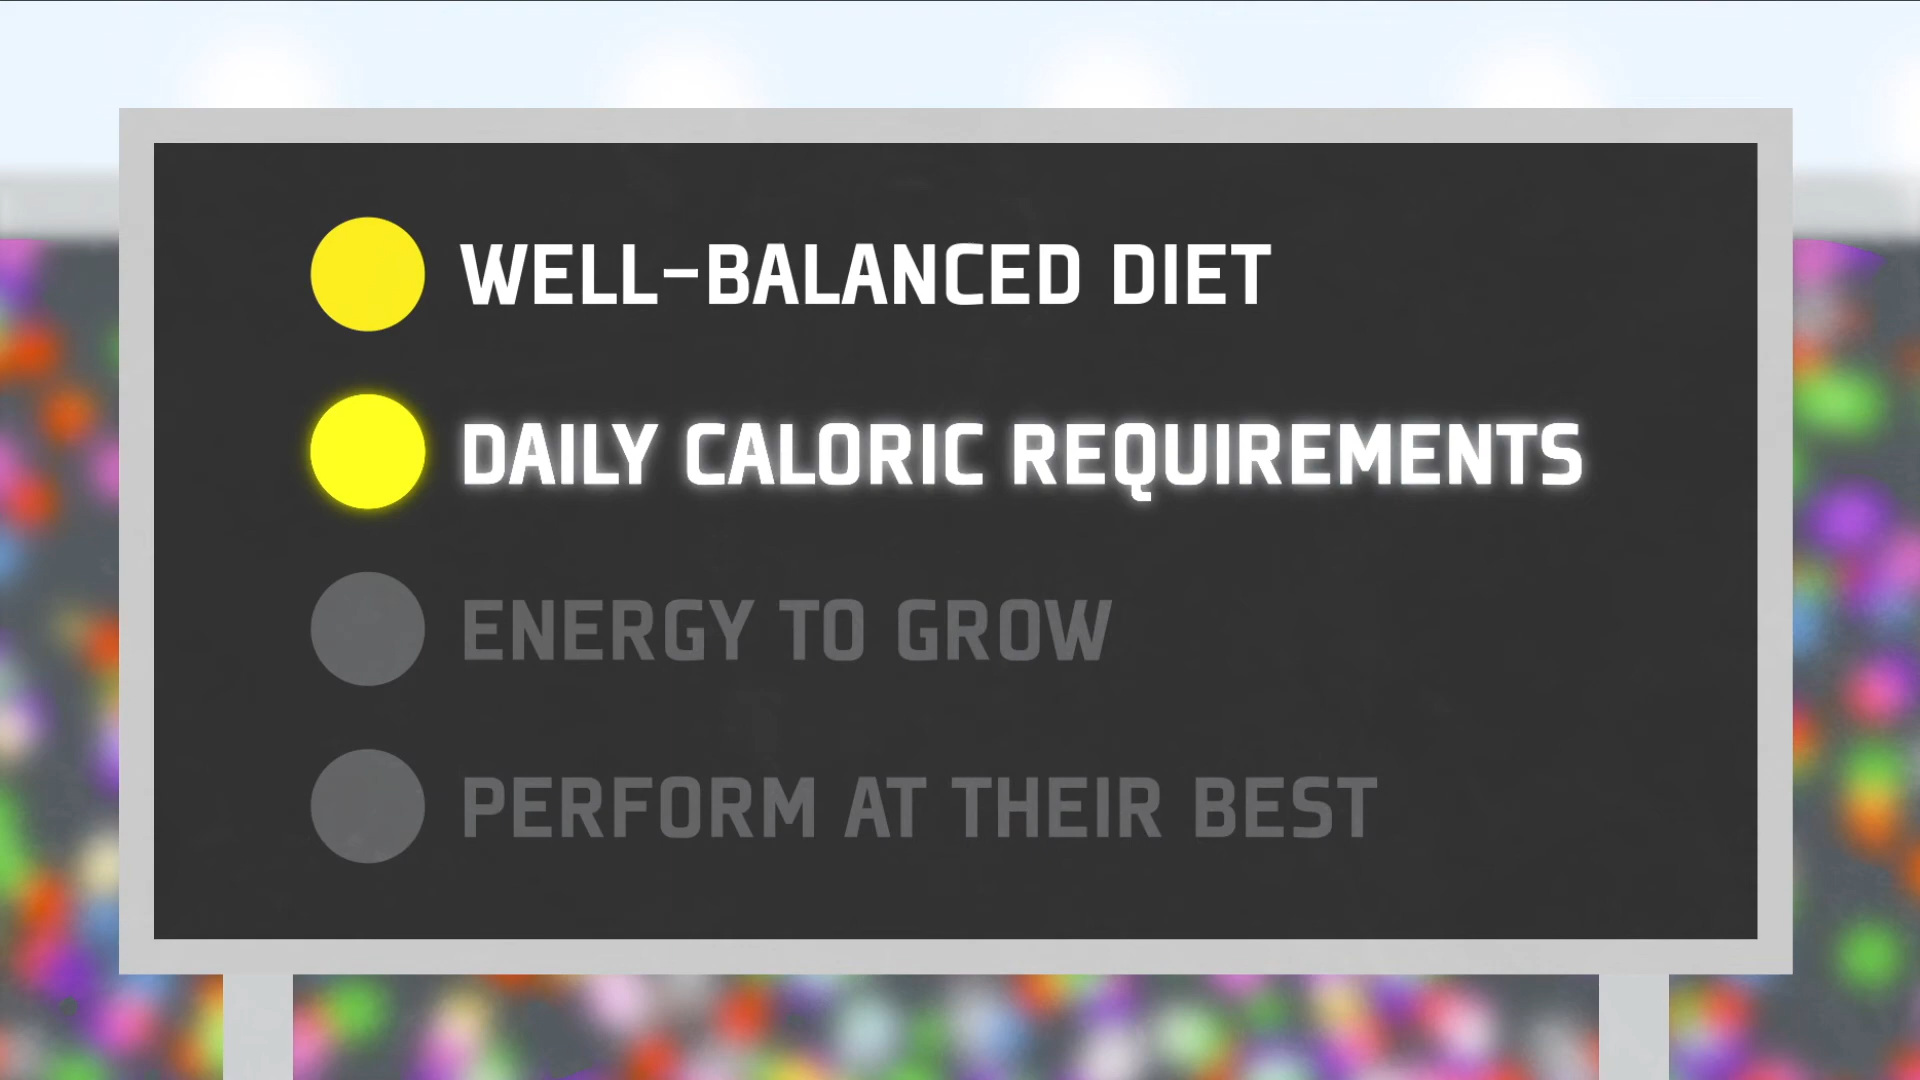 WELL-BALANCED DIET
DAILY CALORIC REQUIREMENTS
ENERGY TO GROW
PERFORM AT THEIR BEST